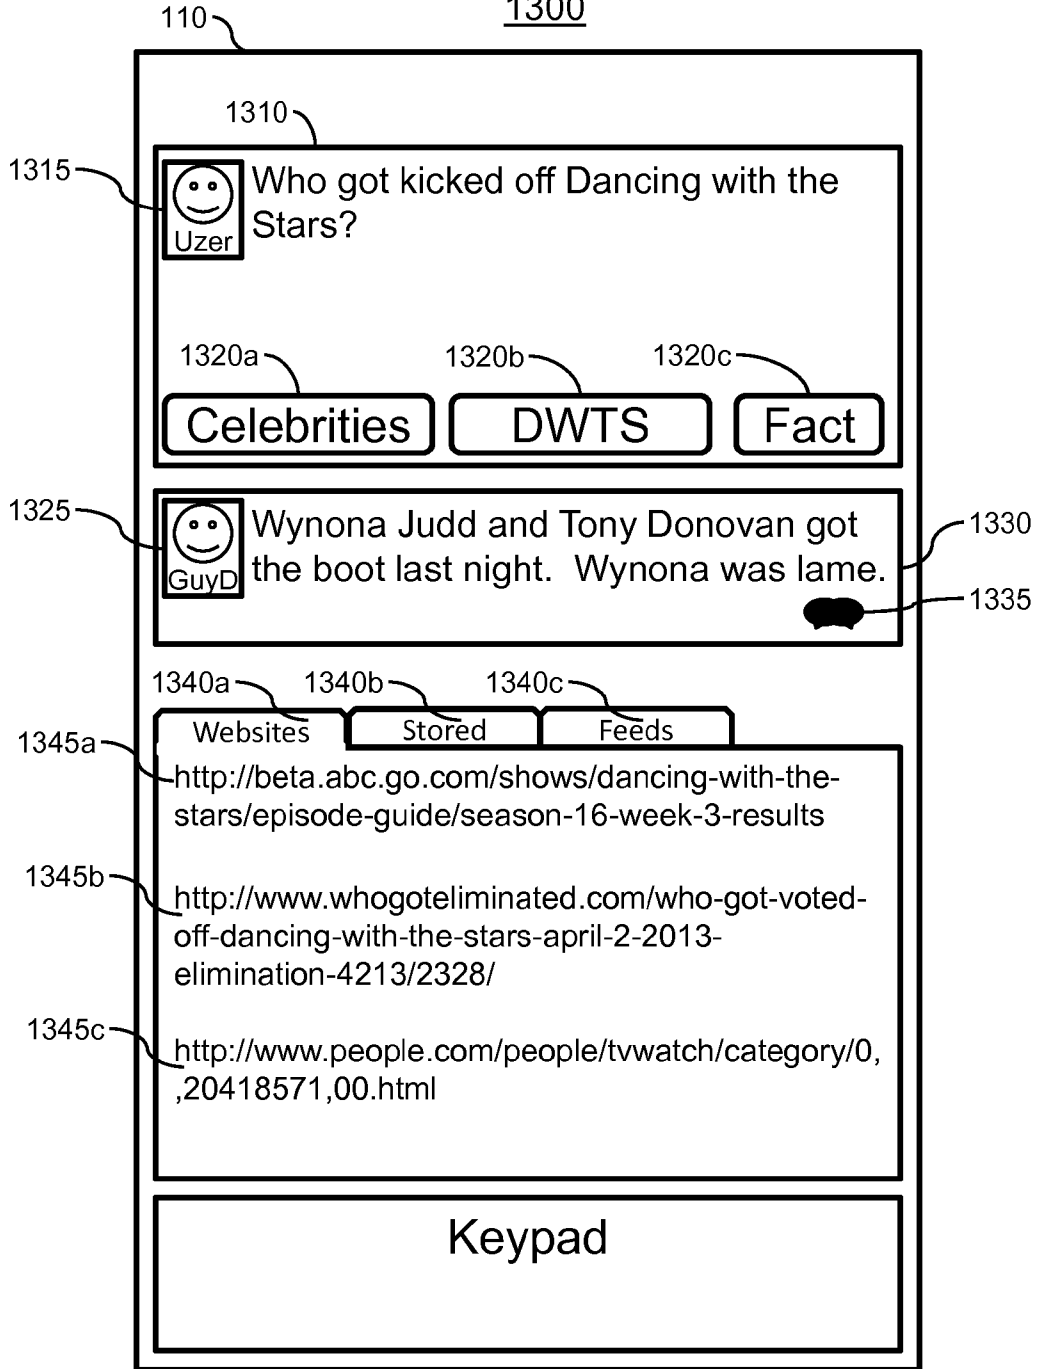 1300
110
1310
1315
Who got kicked off Dancing with the
Stars?
Uzer
1320a
1320b
1320c
Celebrities
DWTS
Fact
1325
Wynona Judd and Tony Donovan got
the boot last night.  Wynona was lame.
GuyD
1330
1335
1340a
1340b
1340c
Websites
Stored
Feeds
1345a
http://beta.abc.go.com/shows/dancing-with-the-
stars/episode-guide/season-16-week-3-results
1345b
http://www.whogoteliminated.com/who-got-voted-
off-dancing-with-the-stars-april-2-2013-
elimination-4213/2328/
1345c
http://www.people.com/people/tvwatch/category/0,
,20418571,00.html
Keypad